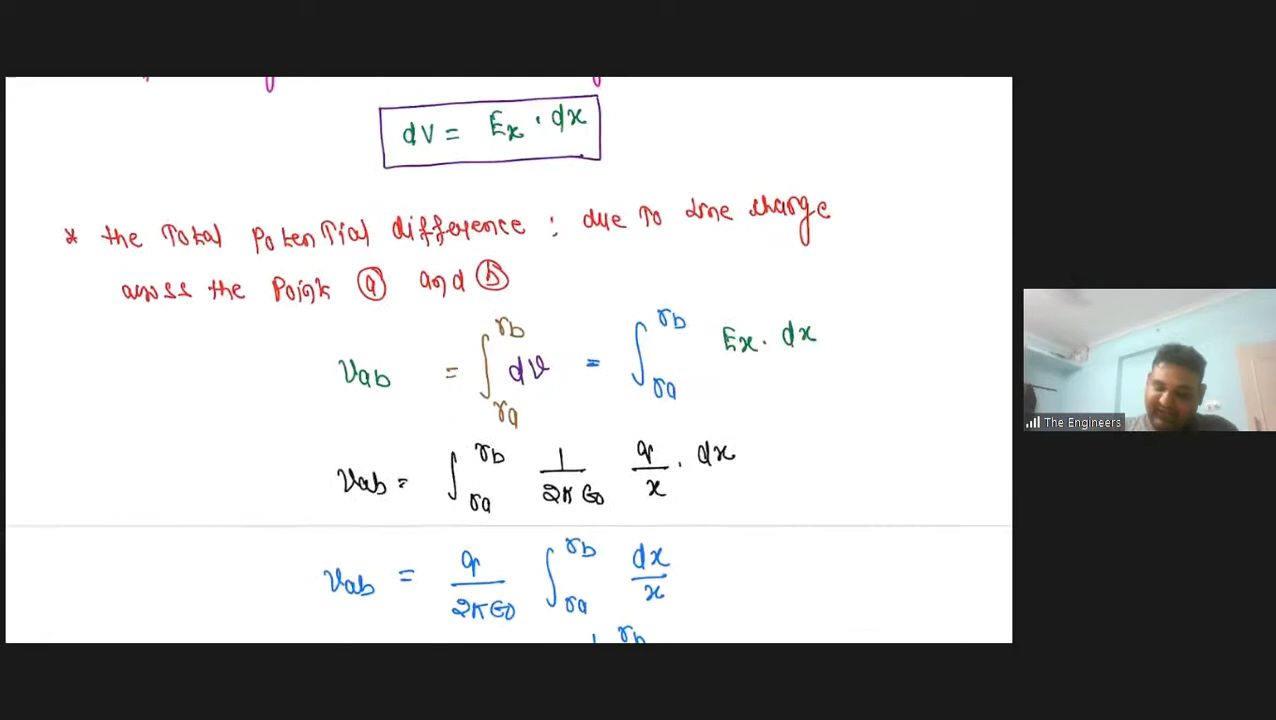 dV = Ex · dx
* the Total Potential difference : due to line charge
across the Point ⓐ and ⓑ
Vab = ∫ra^rb dV = ∫ra^rb Ex · dx
Vab = ∫ra^rb 1/2πϵ0 q/x · dx
The Engineers
Vab = q/2πϵ0 ∫ra^rb dx/x
rb